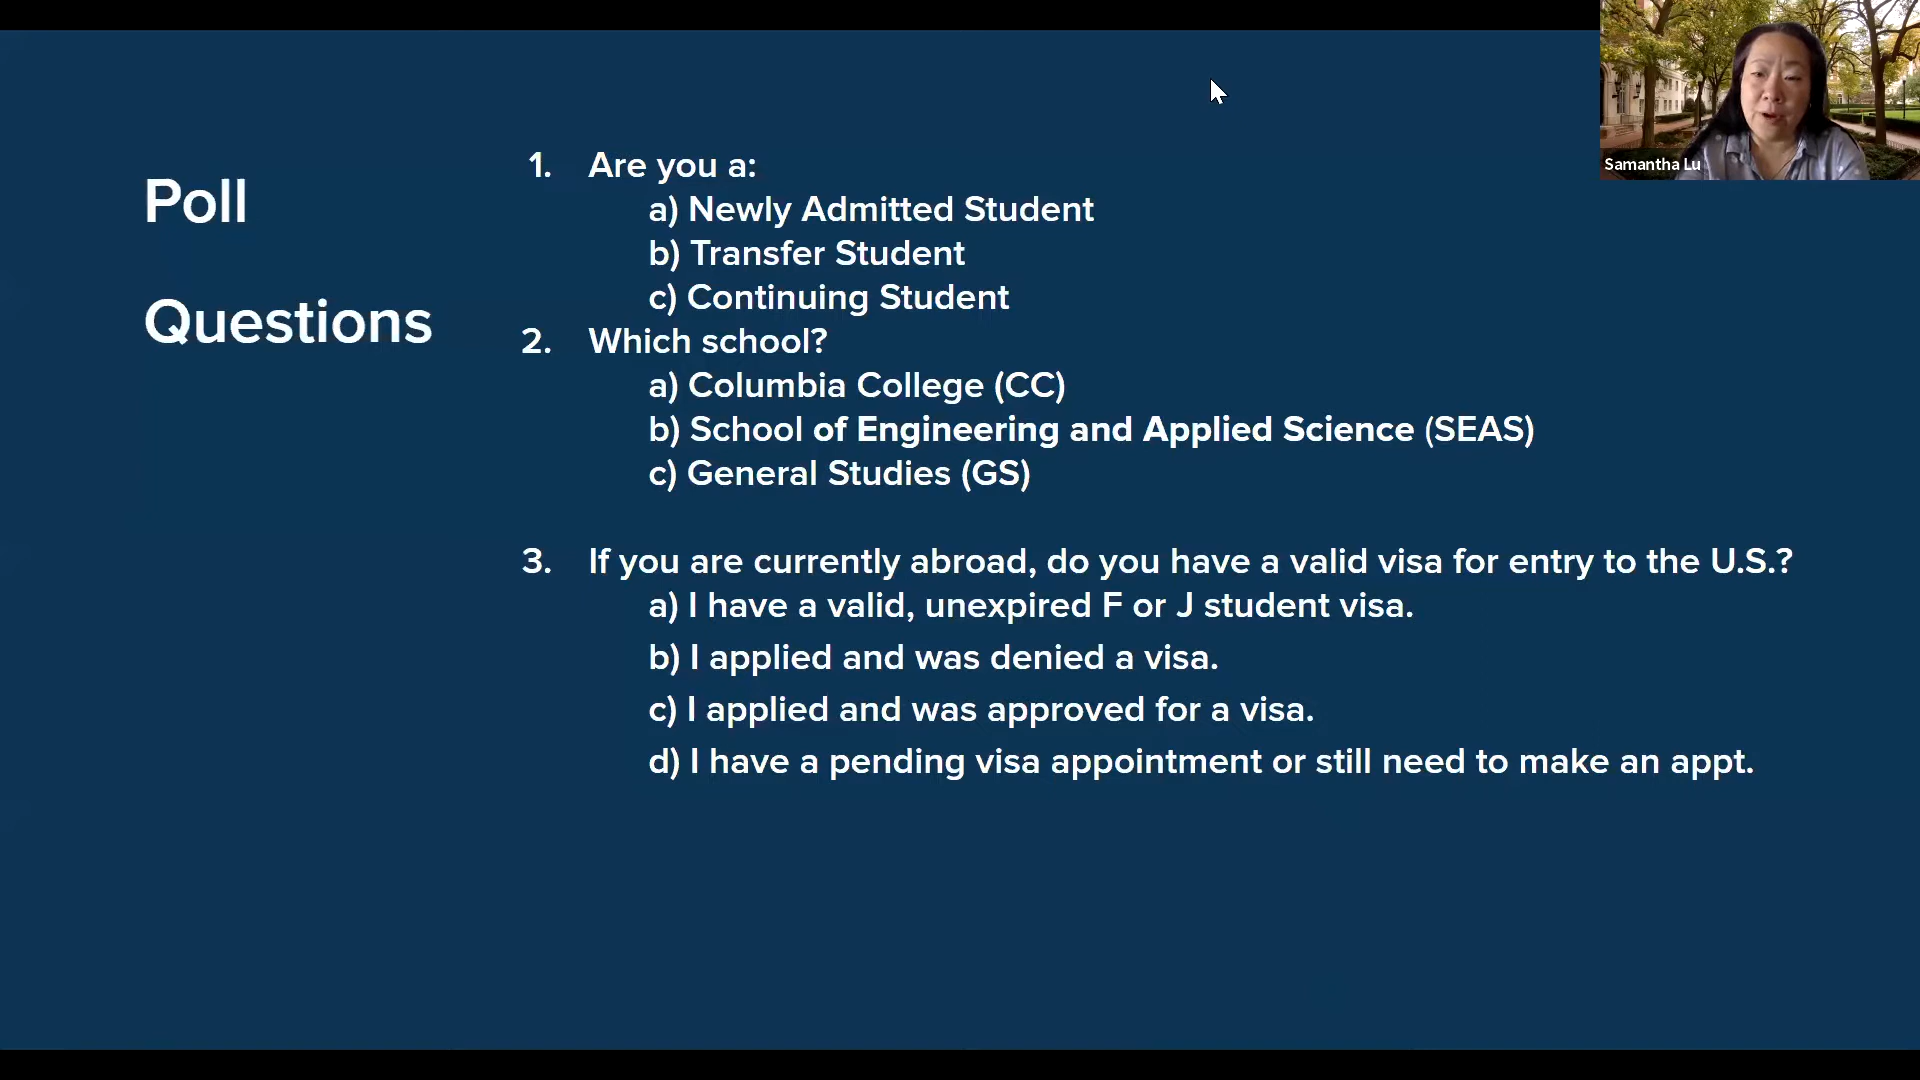 Poll
Questions
1. Are you a:
a) Newly Admitted Student
b) Transfer Student
c) Continuing Student
2. Which school?
a) Columbia College (CC)
b) School of Engineering and Applied Science (SEAS)
c) General Studies (GS)
3. If you are currently abroad, do you have a valid visa for entry to the U.S.?
a) I have a valid, unexpired F or J student visa.
b) I applied and was denied a visa.
c) I applied and was approved for a visa.
d) I have a pending visa appointment or still need to make an appt.
Samantha Lu